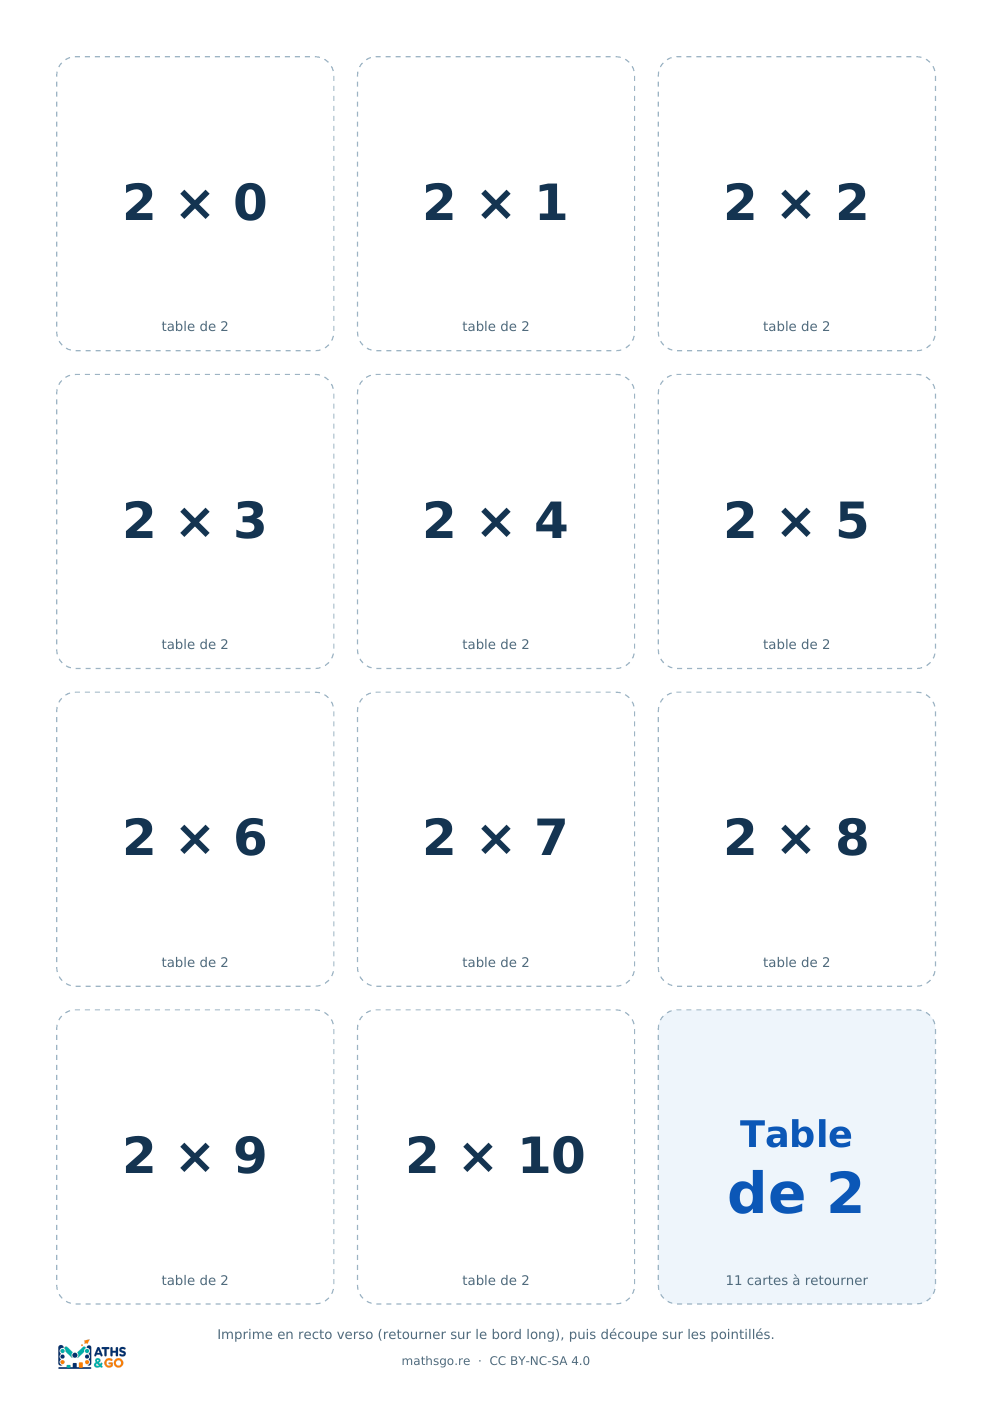 2 × 0
2 × 1
2 × 2
table de 2
table de 2
table de 2
2 × 3
2 × 4
2 × 5
table de 2
table de 2
table de 2
2 × 6
2 × 7
2 × 8
table de 2
table de 2
table de 2
2 × 9
2 × 10
Table
de 2
table de 2
table de 2
11 cartes à retourner
Imprime en recto verso (retourner sur le bord long), puis découpe sur les pointillés.
MATHS
&GO
mathsgo.re · CC BY-NC-SA 4.0